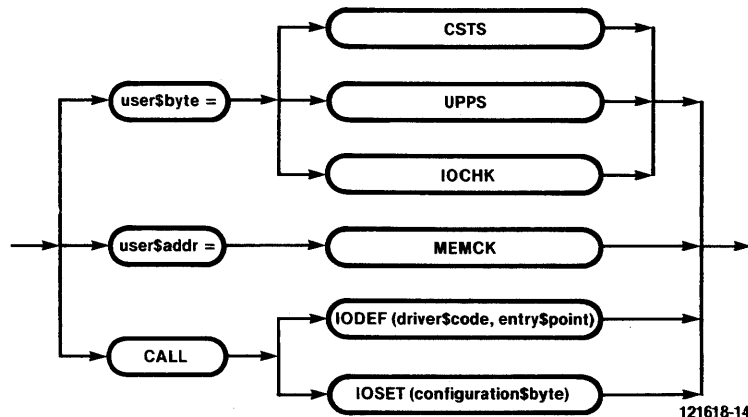 CSTS
user$byte =
UPPS
IOCHK
user$addr =
MEMCK
IODEF (driver$code, entry$point)
CALL
IOSET (configuration$byte)
121618-14